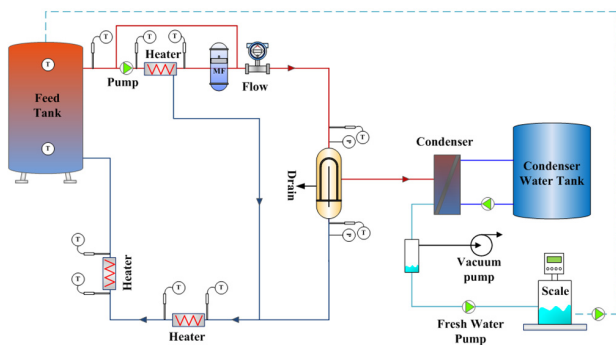 T
T
T
Heater
T
Feed
Tank
T
Pump
MF
Flow
T
P
Condenser
Condenser
Water Tank
Drain
T
T
P
T
Heater
T
T
T
Heater
Vacuum
pump
Scale
Fresh Water
Pump